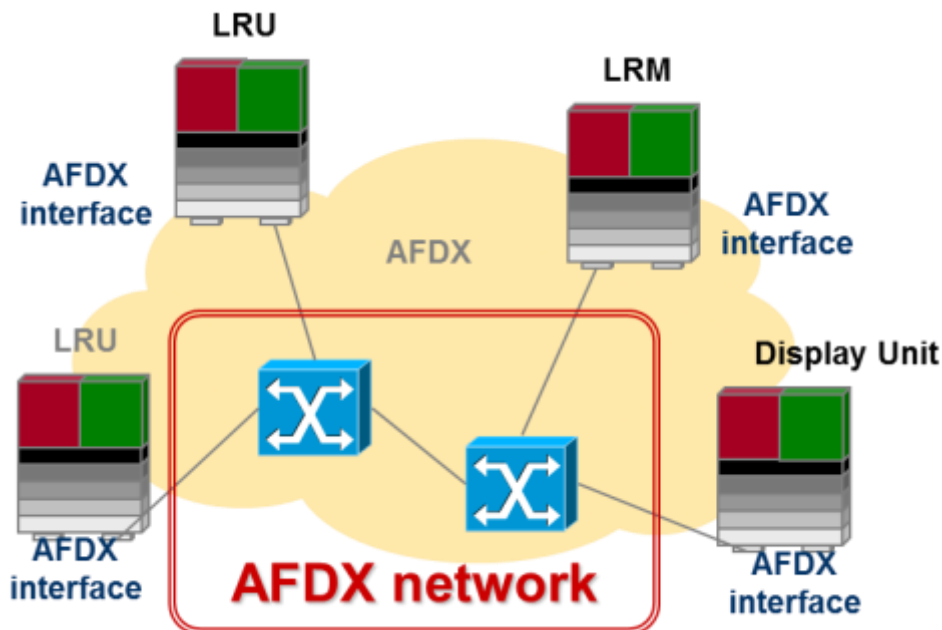 LRU
LRM
AFDX
interface
AFDX
interface
AFDX
LRU
Display Unit
AFDX
interface
AFDX network
AFDX
interface